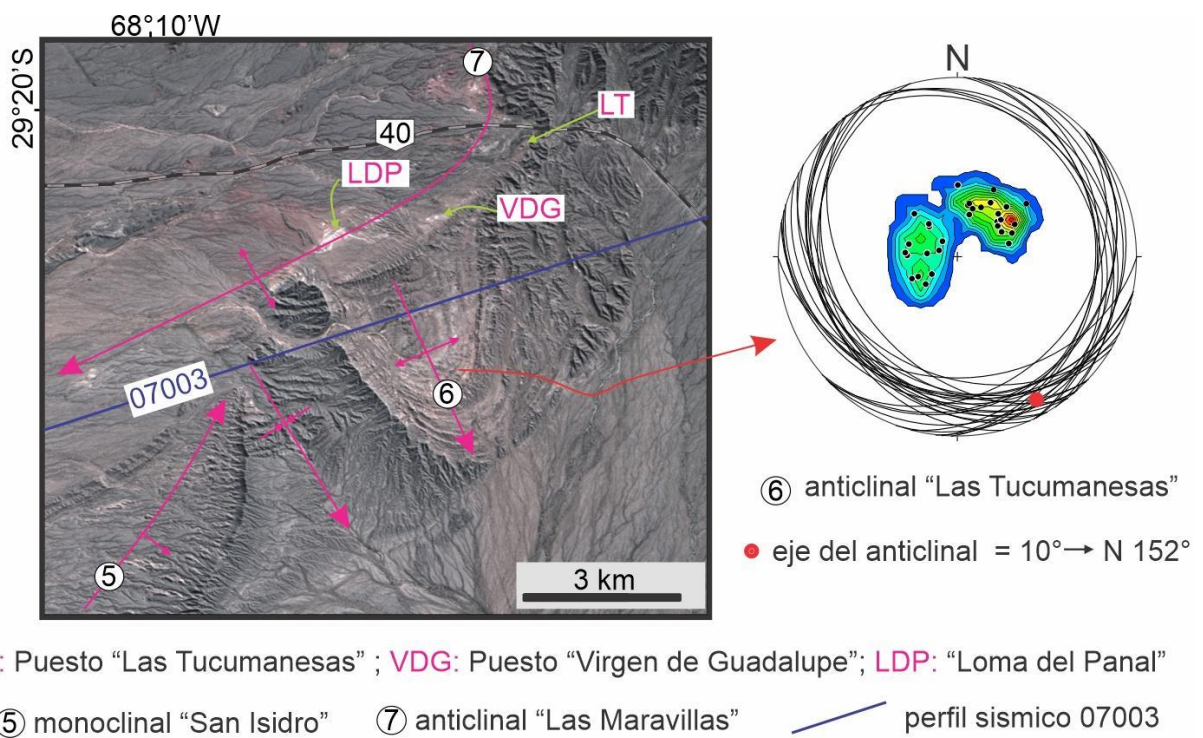 68°,10’W
29°20’S
7
LT
40
LDP
VDG
07003
6
5
3 km
N
6 anticlinal “Las Tucumanesas”
eje del anticlinal = 10°→ N 152°
: Puesto “Las Tucumanesas” ; VDG: Puesto “Virgen de Guadalupe”; LDP: “Loma del Panal”
5 monoclinal “San Isidro” 7 anticlinal “Las Maravillas” perfil sismico 07003